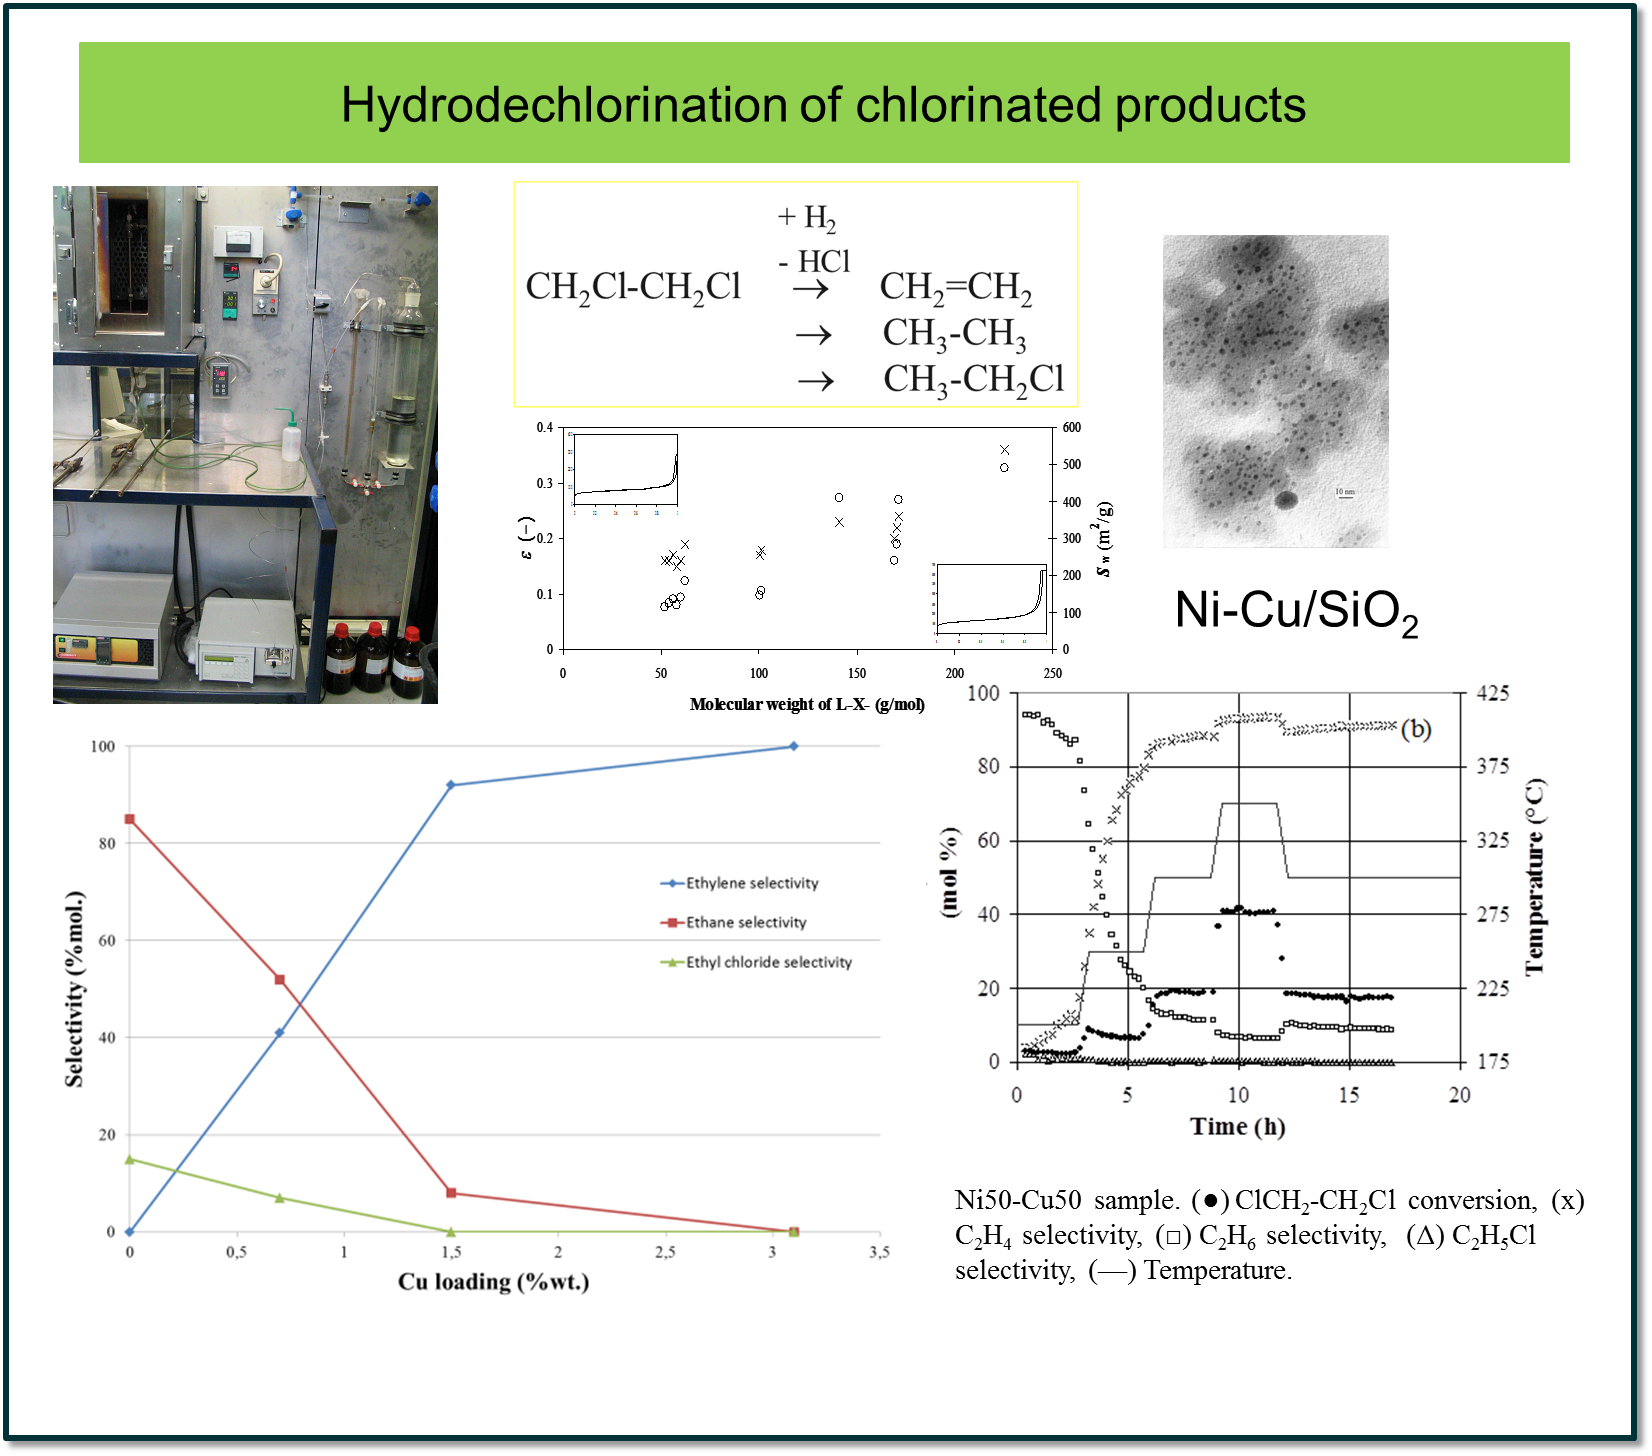 Hydrodechlorination of chlorinated products
+ H₂
- HCl
CH₂Cl-CH₂Cl → CH₂=CH₂
→ CH₃-CH₃
→ CH₃-CH₂Cl
10 nm
Ni-Cu/SiO₂
0.4
0.3
0.2
0.1
0
ε (–)
600
500
400
300
200
100
0
S w (m²/g)
0 50 100 150 200 250
Molecular weight of L-X- (g/mol)
100
80
60
40
20
0
Selectivity (%mol.)
Ethylene selectivity
Ethane selectivity
Ethyl chloride selectivity
0 0,5 1 1,5 2 2,5 3 3,5
Cu loading (%wt.)
(b)
100
80
60
40
20
0
(mol %)
425
375
325
275
225
175
Temperature (°C)
0 5 10 15 20
Time (h)
Ni50-Cu50 sample. (●) ClCH₂-CH₂Cl conversion, (x)
C₂H₄ selectivity, (□) C₂H₆ selectivity, (Δ) C₂H₅Cl
selectivity, (—) Temperature.